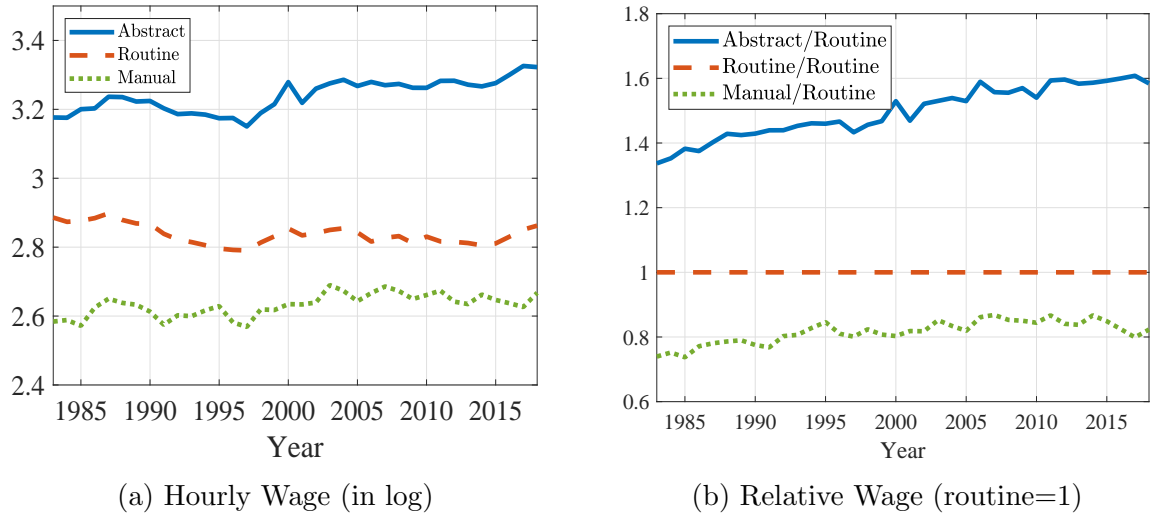 3.4
3.2
3
2.8
2.6
2.4
Abstract
Routine
Manual
1985 1990 1995 2000 2005 2010 2015
Year
(a) Hourly Wage (in log)
1.8
1.6
1.4
1.2
1
0.8
0.6
Abstract/Routine
Routine/Routine
Manual/Routine
1985 1990 1995 2000 2005 2010 2015
Year
(b) Relative Wage (routine=1)